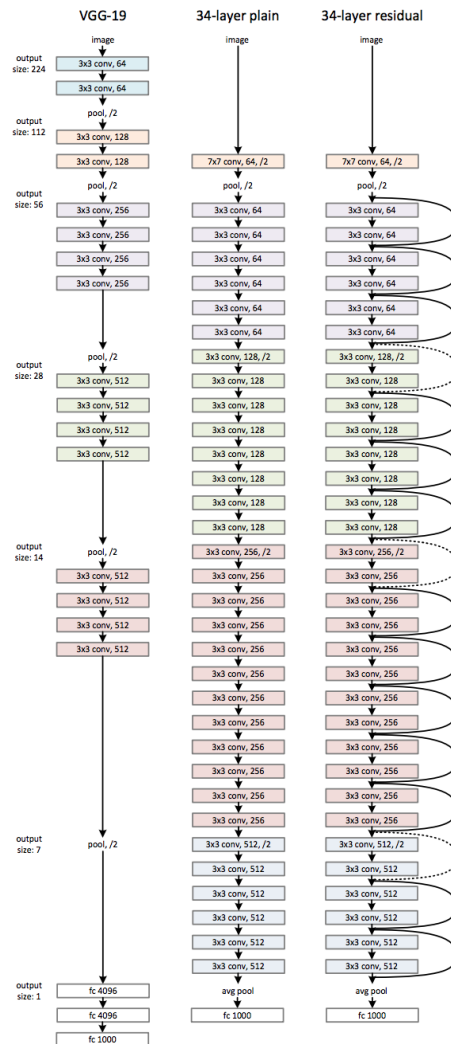 VGG-19
34-layer plain
34-layer residual
output
size: 224
output
size: 112
output
size: 56
output
size: 28
output
size: 14
output
size: 7
output
size: 1
image
3x3 conv, 64
3x3 conv, 64
pool, /2
3x3 conv, 128
3x3 conv, 128
pool, /2
3x3 conv, 256
3x3 conv, 256
3x3 conv, 256
3x3 conv, 256
pool, /2
3x3 conv, 512
3x3 conv, 512
3x3 conv, 512
3x3 conv, 512
pool, /2
3x3 conv, 512
3x3 conv, 512
3x3 conv, 512
3x3 conv, 512
pool, /2
fc 4096
fc 4096
fc 1000
image
7x7 conv, 64, /2
pool, /2
3x3 conv, 64
3x3 conv, 64
3x3 conv, 64
3x3 conv, 64
3x3 conv, 64
3x3 conv, 64
3x3 conv, 128, /2
3x3 conv, 128
3x3 conv, 128
3x3 conv, 128
3x3 conv, 128
3x3 conv, 128
3x3 conv, 128
3x3 conv, 128
3x3 conv, 256, /2
3x3 conv, 256
3x3 conv, 256
3x3 conv, 256
3x3 conv, 256
3x3 conv, 256
3x3 conv, 256
3x3 conv, 256
3x3 conv, 256
3x3 conv, 256
3x3 conv, 256
3x3 conv, 256
3x3 conv, 512, /2
3x3 conv, 512
3x3 conv, 512
3x3 conv, 512
3x3 conv, 512
3x3 conv, 512
avg pool
fc 1000
image
7x7 conv, 64, /2
pool, /2
3x3 conv, 64
3x3 conv, 64
3x3 conv, 64
3x3 conv, 64
3x3 conv, 64
3x3 conv, 64
3x3 conv, 128, /2
3x3 conv, 128
3x3 conv, 128
3x3 conv, 128
3x3 conv, 128
3x3 conv, 128
3x3 conv, 128
3x3 conv, 128
3x3 conv, 256, /2
3x3 conv, 256
3x3 conv, 256
3x3 conv, 256
3x3 conv, 256
3x3 conv, 256
3x3 conv, 256
3x3 conv, 256
3x3 conv, 256
3x3 conv, 256
3x3 conv, 256
3x3 conv, 256
3x3 conv, 512, /2
3x3 conv, 512
3x3 conv, 512
3x3 conv, 512
3x3 conv, 512
3x3 conv, 512
avg pool
fc 1000